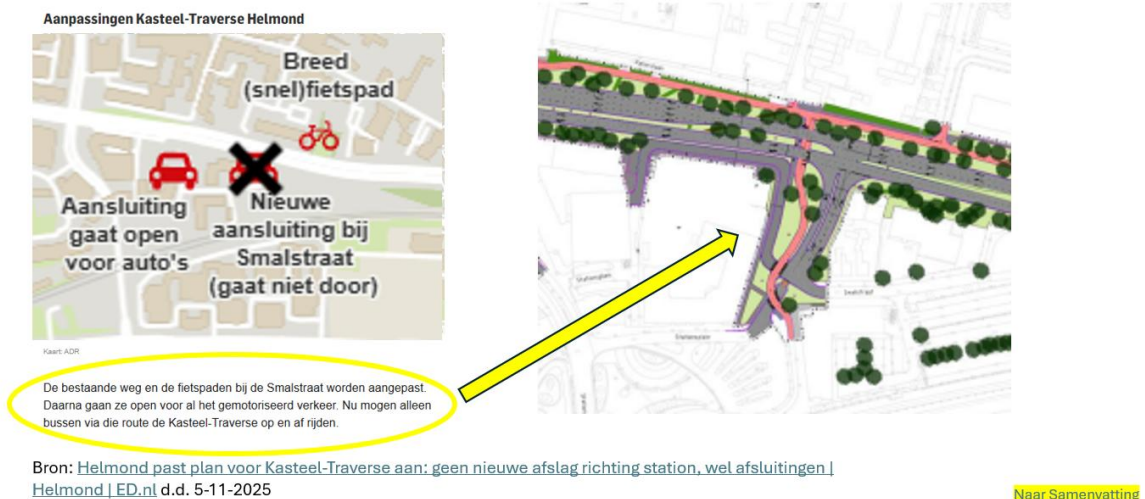 Aanpassingen Kasteel-Traverse Helmond
Breed
(snel)fietspad
Aansluiting
gaat open
voor auto's
Nieuwe
aansluiting bij
Smalstraat
(gaat niet door)
Kaart: ADR
De bestaande weg en de fietspaden bij de Smalstraat worden aangepast.
Daarna gaan ze open voor al het gemotoriseerd verkeer. Nu mogen alleen
bussen via die route de Kasteel-Traverse op en af rijden.
Stationsplein
Smalstraat
Stationsplein
Bron: Helmond past plan voor Kasteel-Traverse aan: geen nieuwe afslag richting station, wel afsluitingen |
Helmond | ED.nl d.d. 5-11-2025
Naar Samenvatting